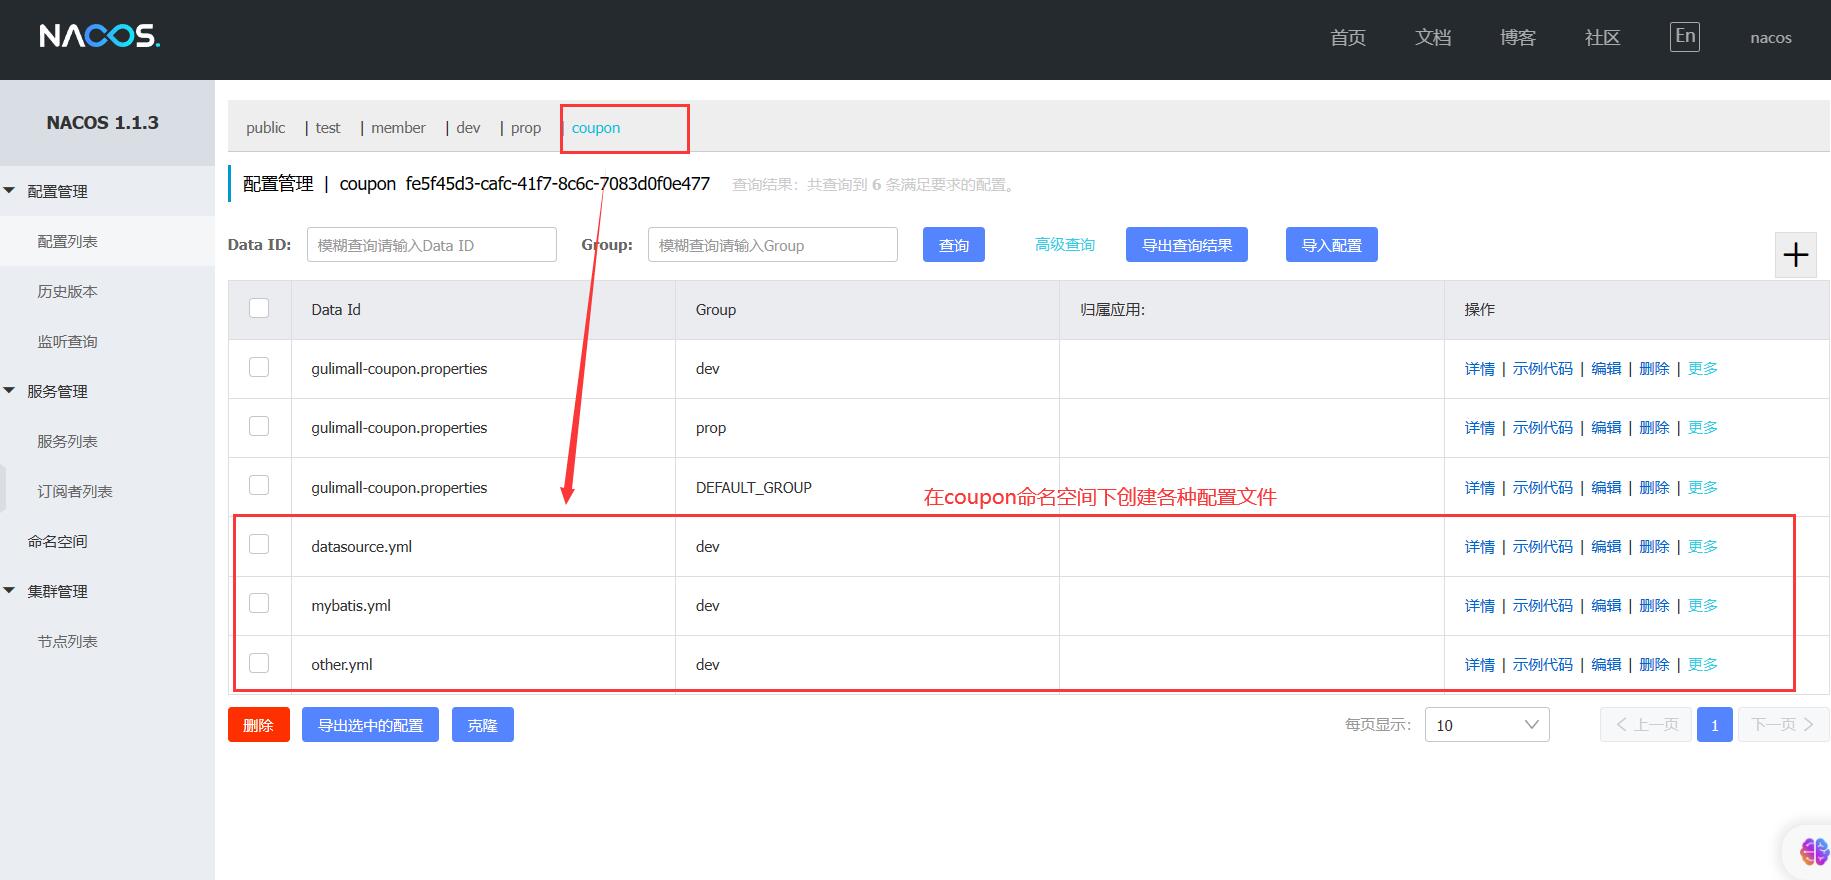 NACOS.
首页 文档 博客 社区 En nacos
NACOS 1.1.3
配置管理
配置列表
历史版本
监听查询
服务管理
服务列表
订阅者列表
命名空间
集群管理
节点列表
public | test | member | dev | prop | coupon
配置管理 | coupon fe5f45d3-cafc-41f7-8c6c-7083d0f0e477 查询结果：共查询到 6 条满足要求的配置。
Data ID: 模糊查询请输入Data ID Group: 模糊查询请输入Group 查询 高级查询 导出查询结果 导入配置 +
Data Id Group 归属应用: 操作
gulimall-coupon.properties dev 详情 | 示例代码 | 编辑 | 删除 | 更多
gulimall-coupon.properties prop 详情 | 示例代码 | 编辑 | 删除 | 更多
gulimall-coupon.properties DEFAULT_GROUP 详情 | 示例代码 | 编辑 | 删除 | 更多
在coupon命名空间下创建各种配置文件
datasource.yml dev 详情 | 示例代码 | 编辑 | 删除 | 更多
mybatis.yml dev 详情 | 示例代码 | 编辑 | 删除 | 更多
other.yml dev 详情 | 示例代码 | 编辑 | 删除 | 更多
删除 导出选中的配置 克隆 每页显示: 10 < 上一页 1 下一页 >